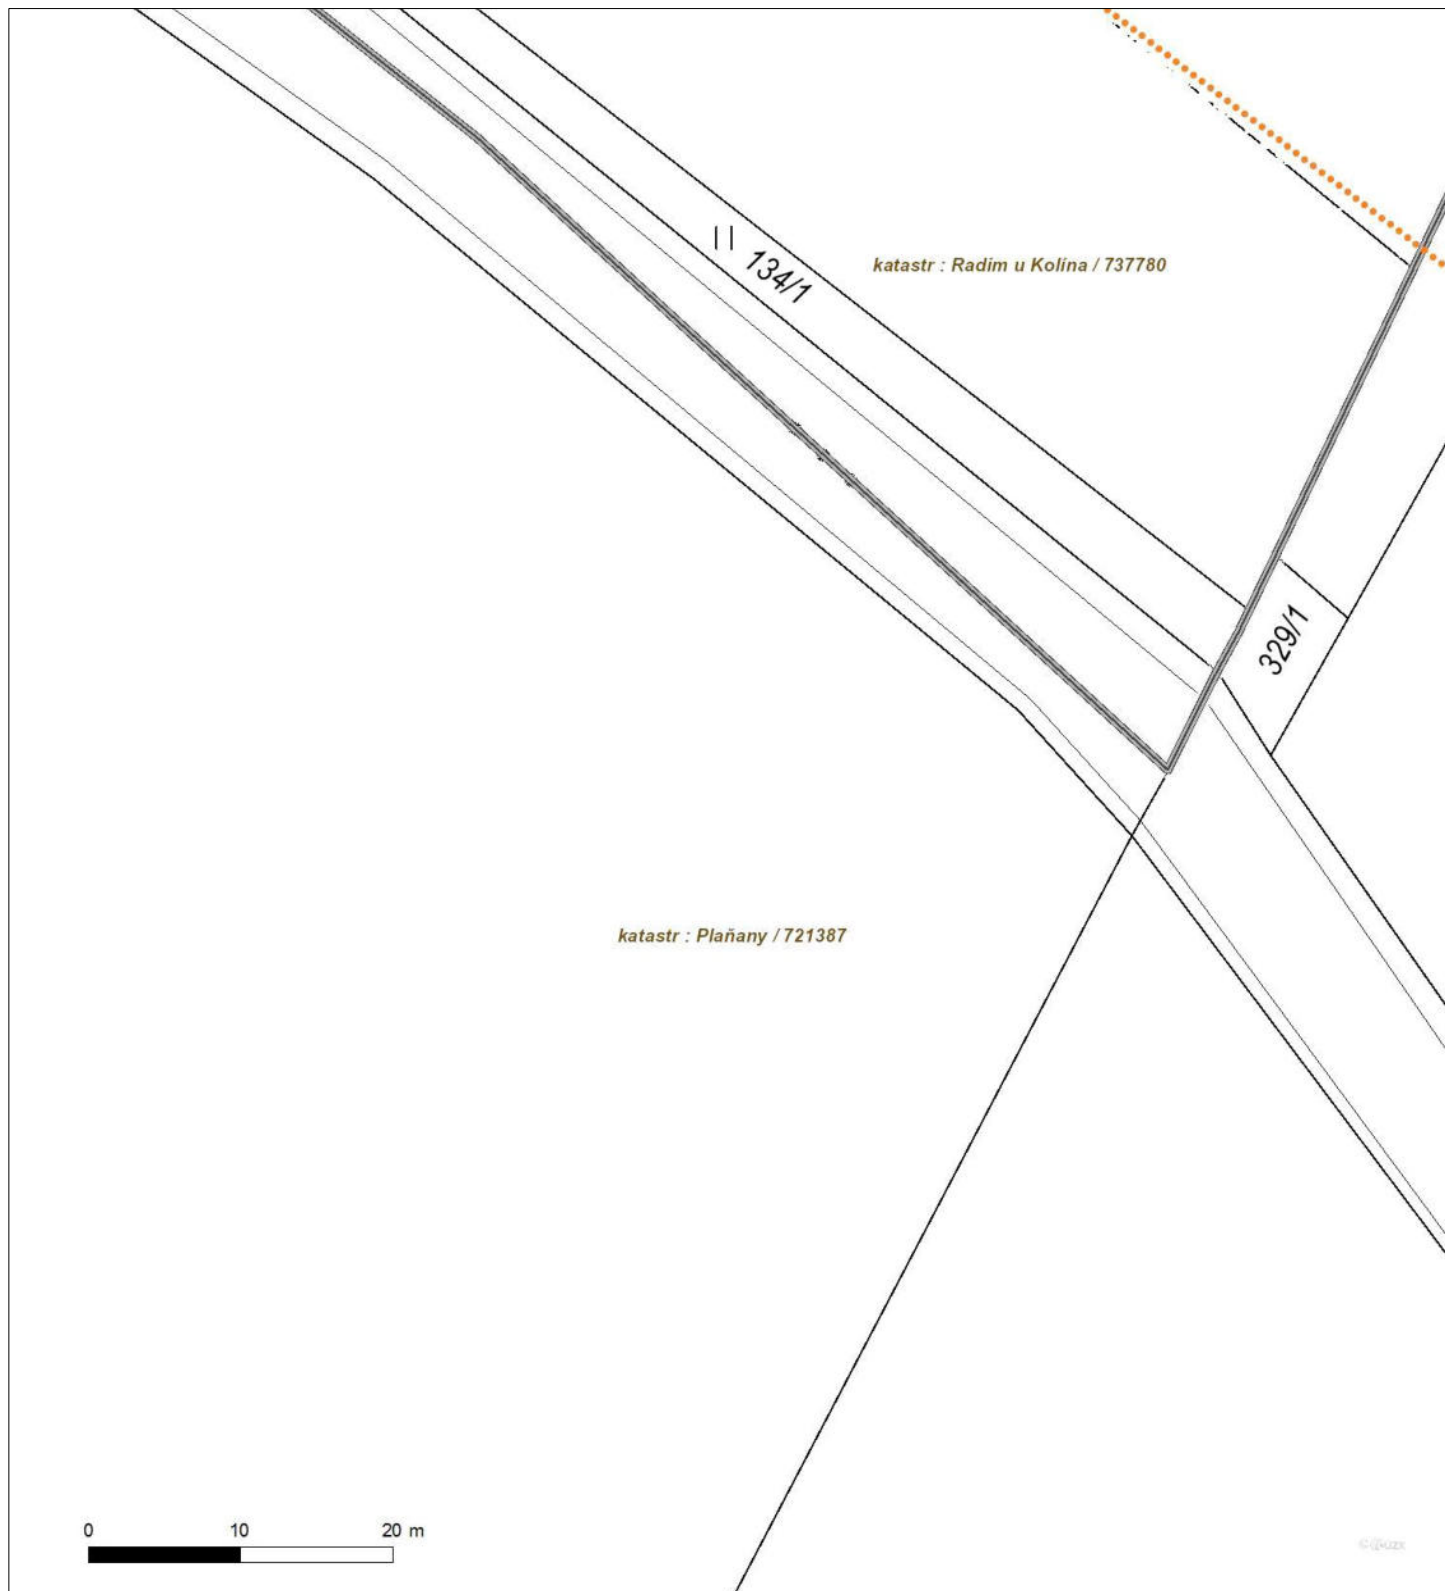 134/1
katastr : Radim u Kolína / 737780
329/1
katastr : Plaňany / 721387
0 10 20 m